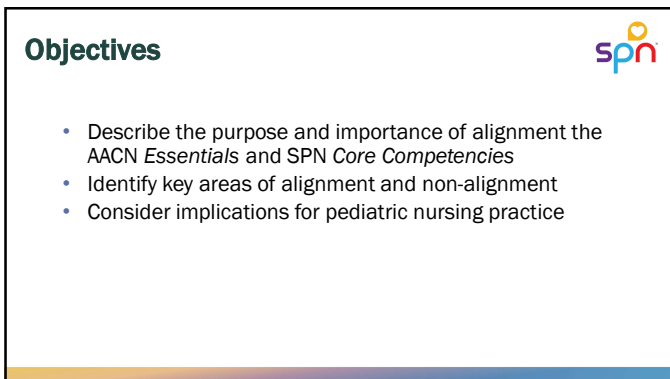 Objectives
spn
• Describe the purpose and importance of alignment the
AACN Essentials and SPN Core Competencies
• Identify key areas of alignment and non-alignment
• Consider implications for pediatric nursing practice